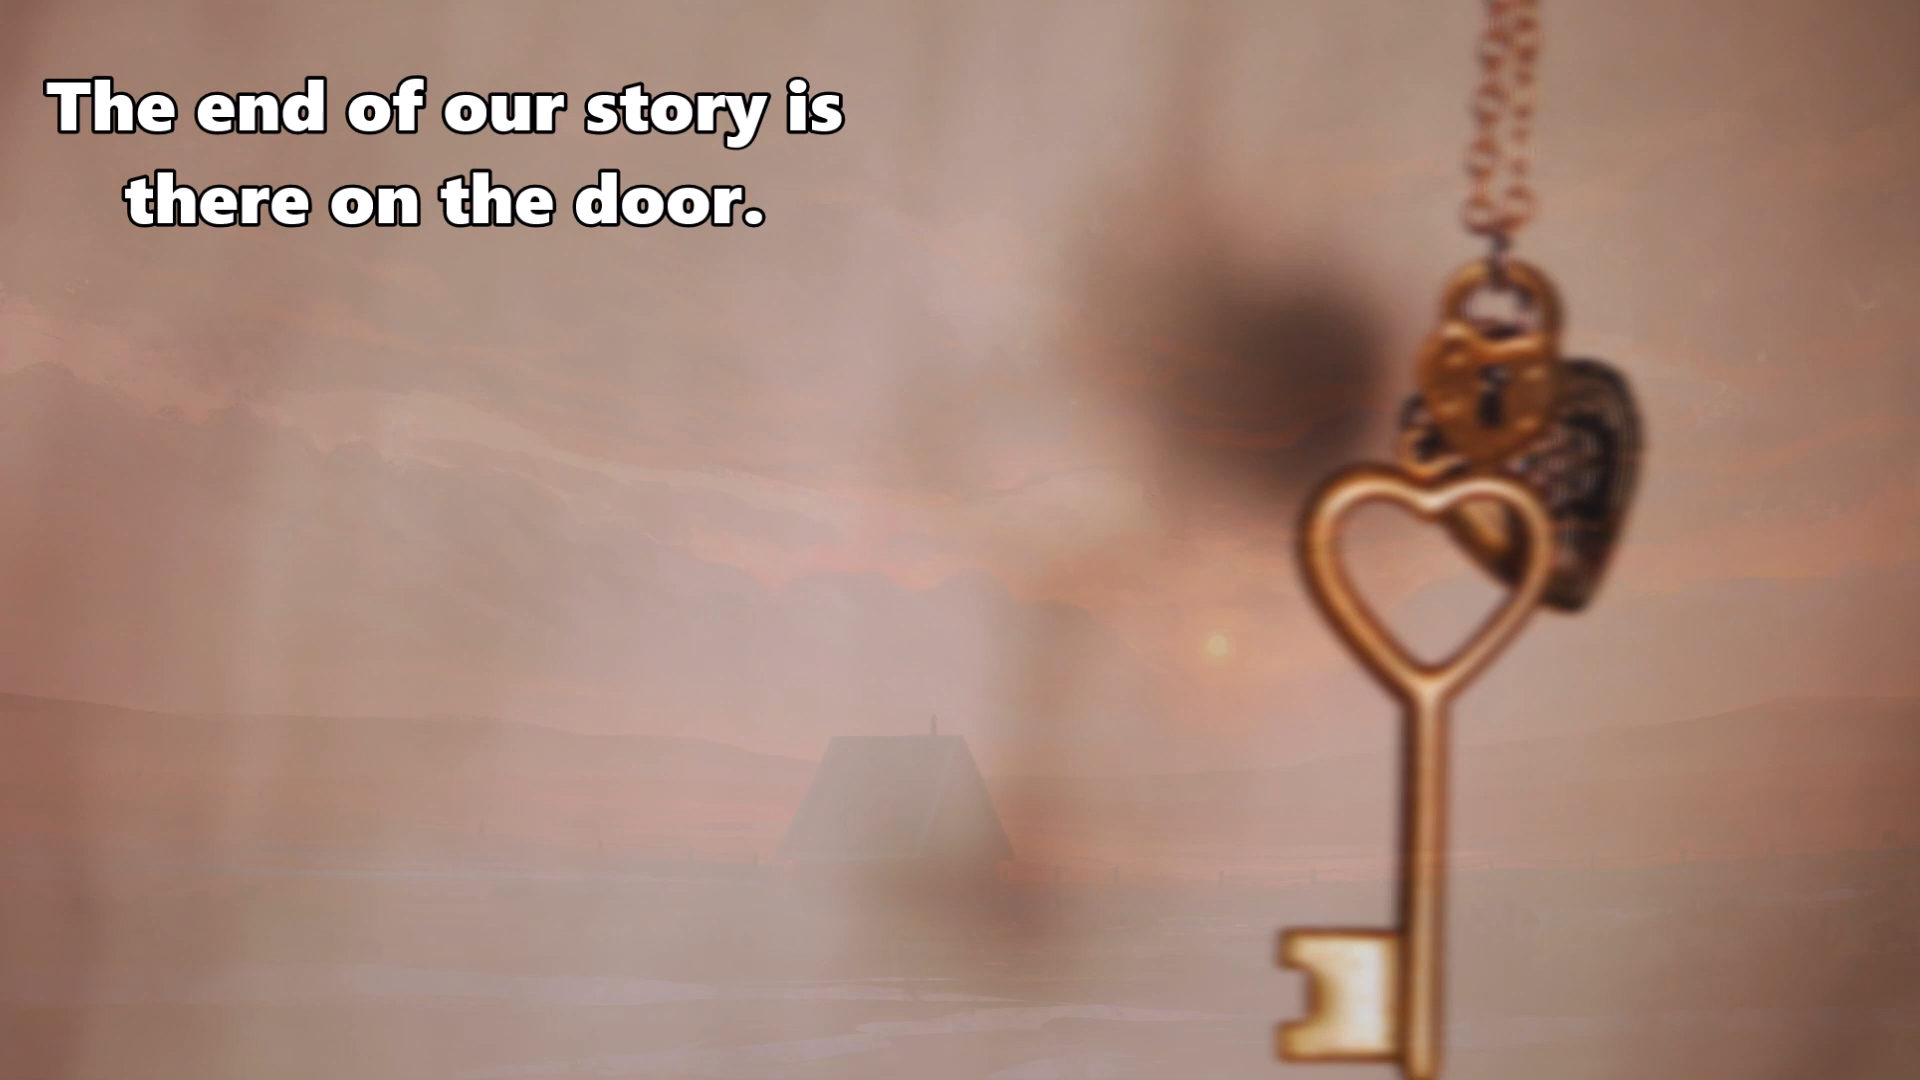 The end of our story is
there on the door.